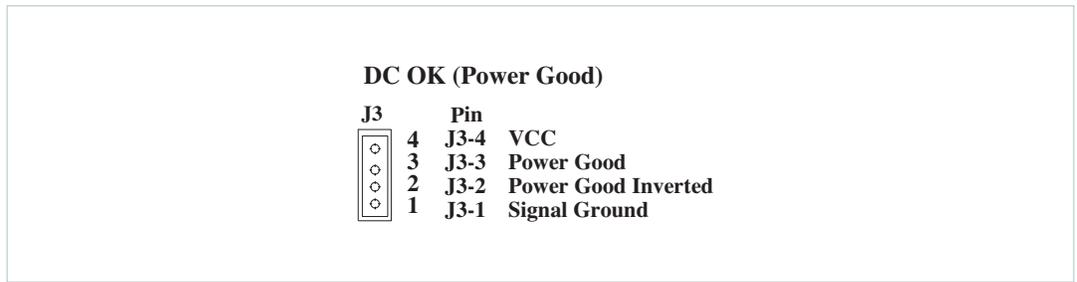 DC OK (Power Good)
J3 Pin
4 J3-4 VCC
3 J3-3 Power Good
2 J3-2 Power Good Inverted
1 J3-1 Signal Ground